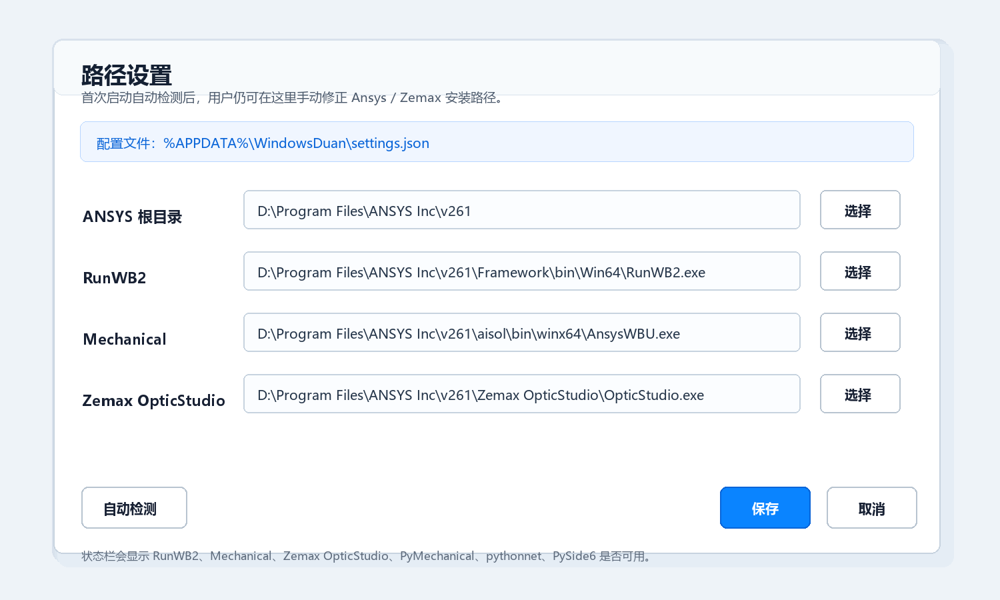 路径设置
首次启动自动检测后，用户仍可在这里手动修正 Ansys / Zemax 安装路径。
配置文件：%APPDATA%\WindowsDuan\settings.json
ANSYS 根目录 D:\Program Files\ANSYS Inc\v261 选择
RunWB2 D:\Program Files\ANSYS Inc\v261\Framework\bin\Win64\RunWB2.exe 选择
Mechanical D:\Program Files\ANSYS Inc\v261\aisol\bin\winx64\AnsysWBU.exe 选择
Zemax OpticStudio D:\Program Files\ANSYS Inc\v261\Zemax OpticStudio\OpticStudio.exe 选择
自动检测 保存 取消
状态栏会显示 RunWB2、Mechanical、Zemax OpticStudio、PyMechanical、pythonnet、PySide6 是否可用。